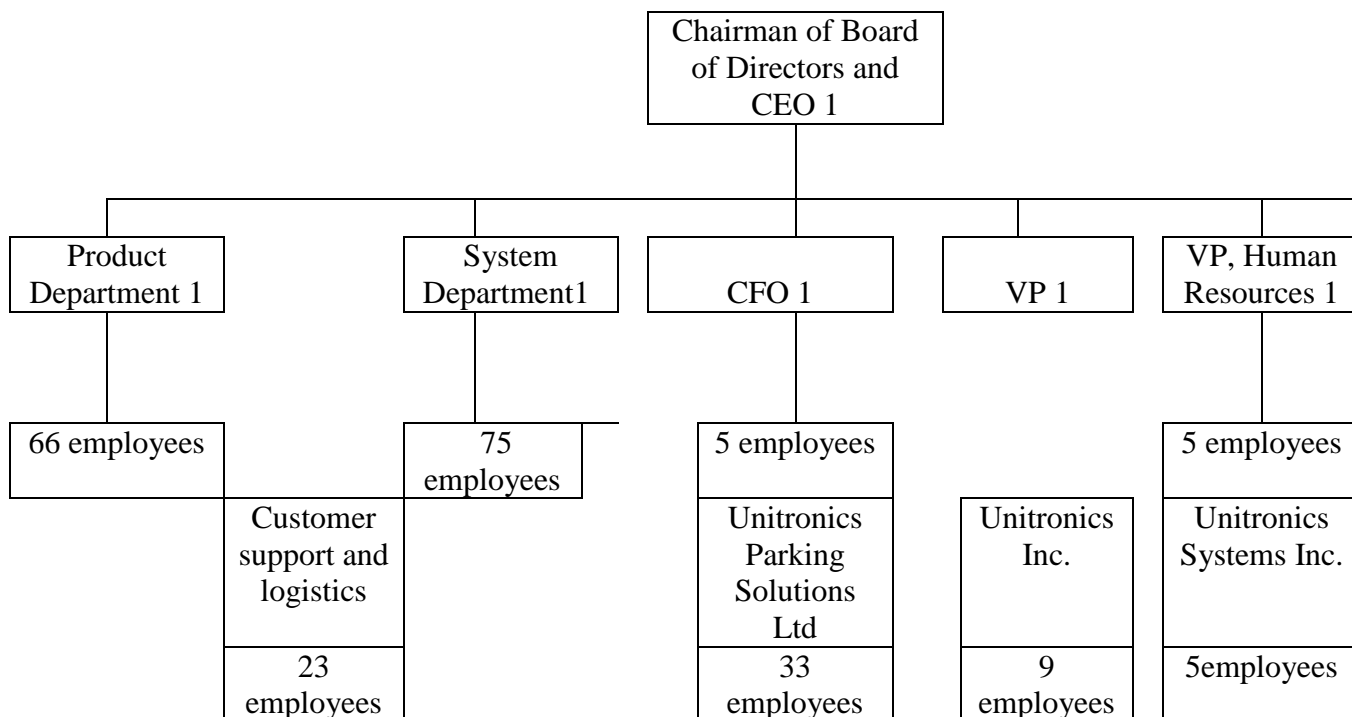 Chairman of Board
of Directors and
CEO 1
Product
Department 1
System
Department1
CFO 1
VP 1
VP, Human
Resources 1
66 employees
75
employees
5 employees
5 employees
Customer
support and
logistics
Unitronics
Parking
Solutions
Ltd
Unitronics
Inc.
Unitronics
Systems Inc.
23
employees
33
employees
9
employees
5employees